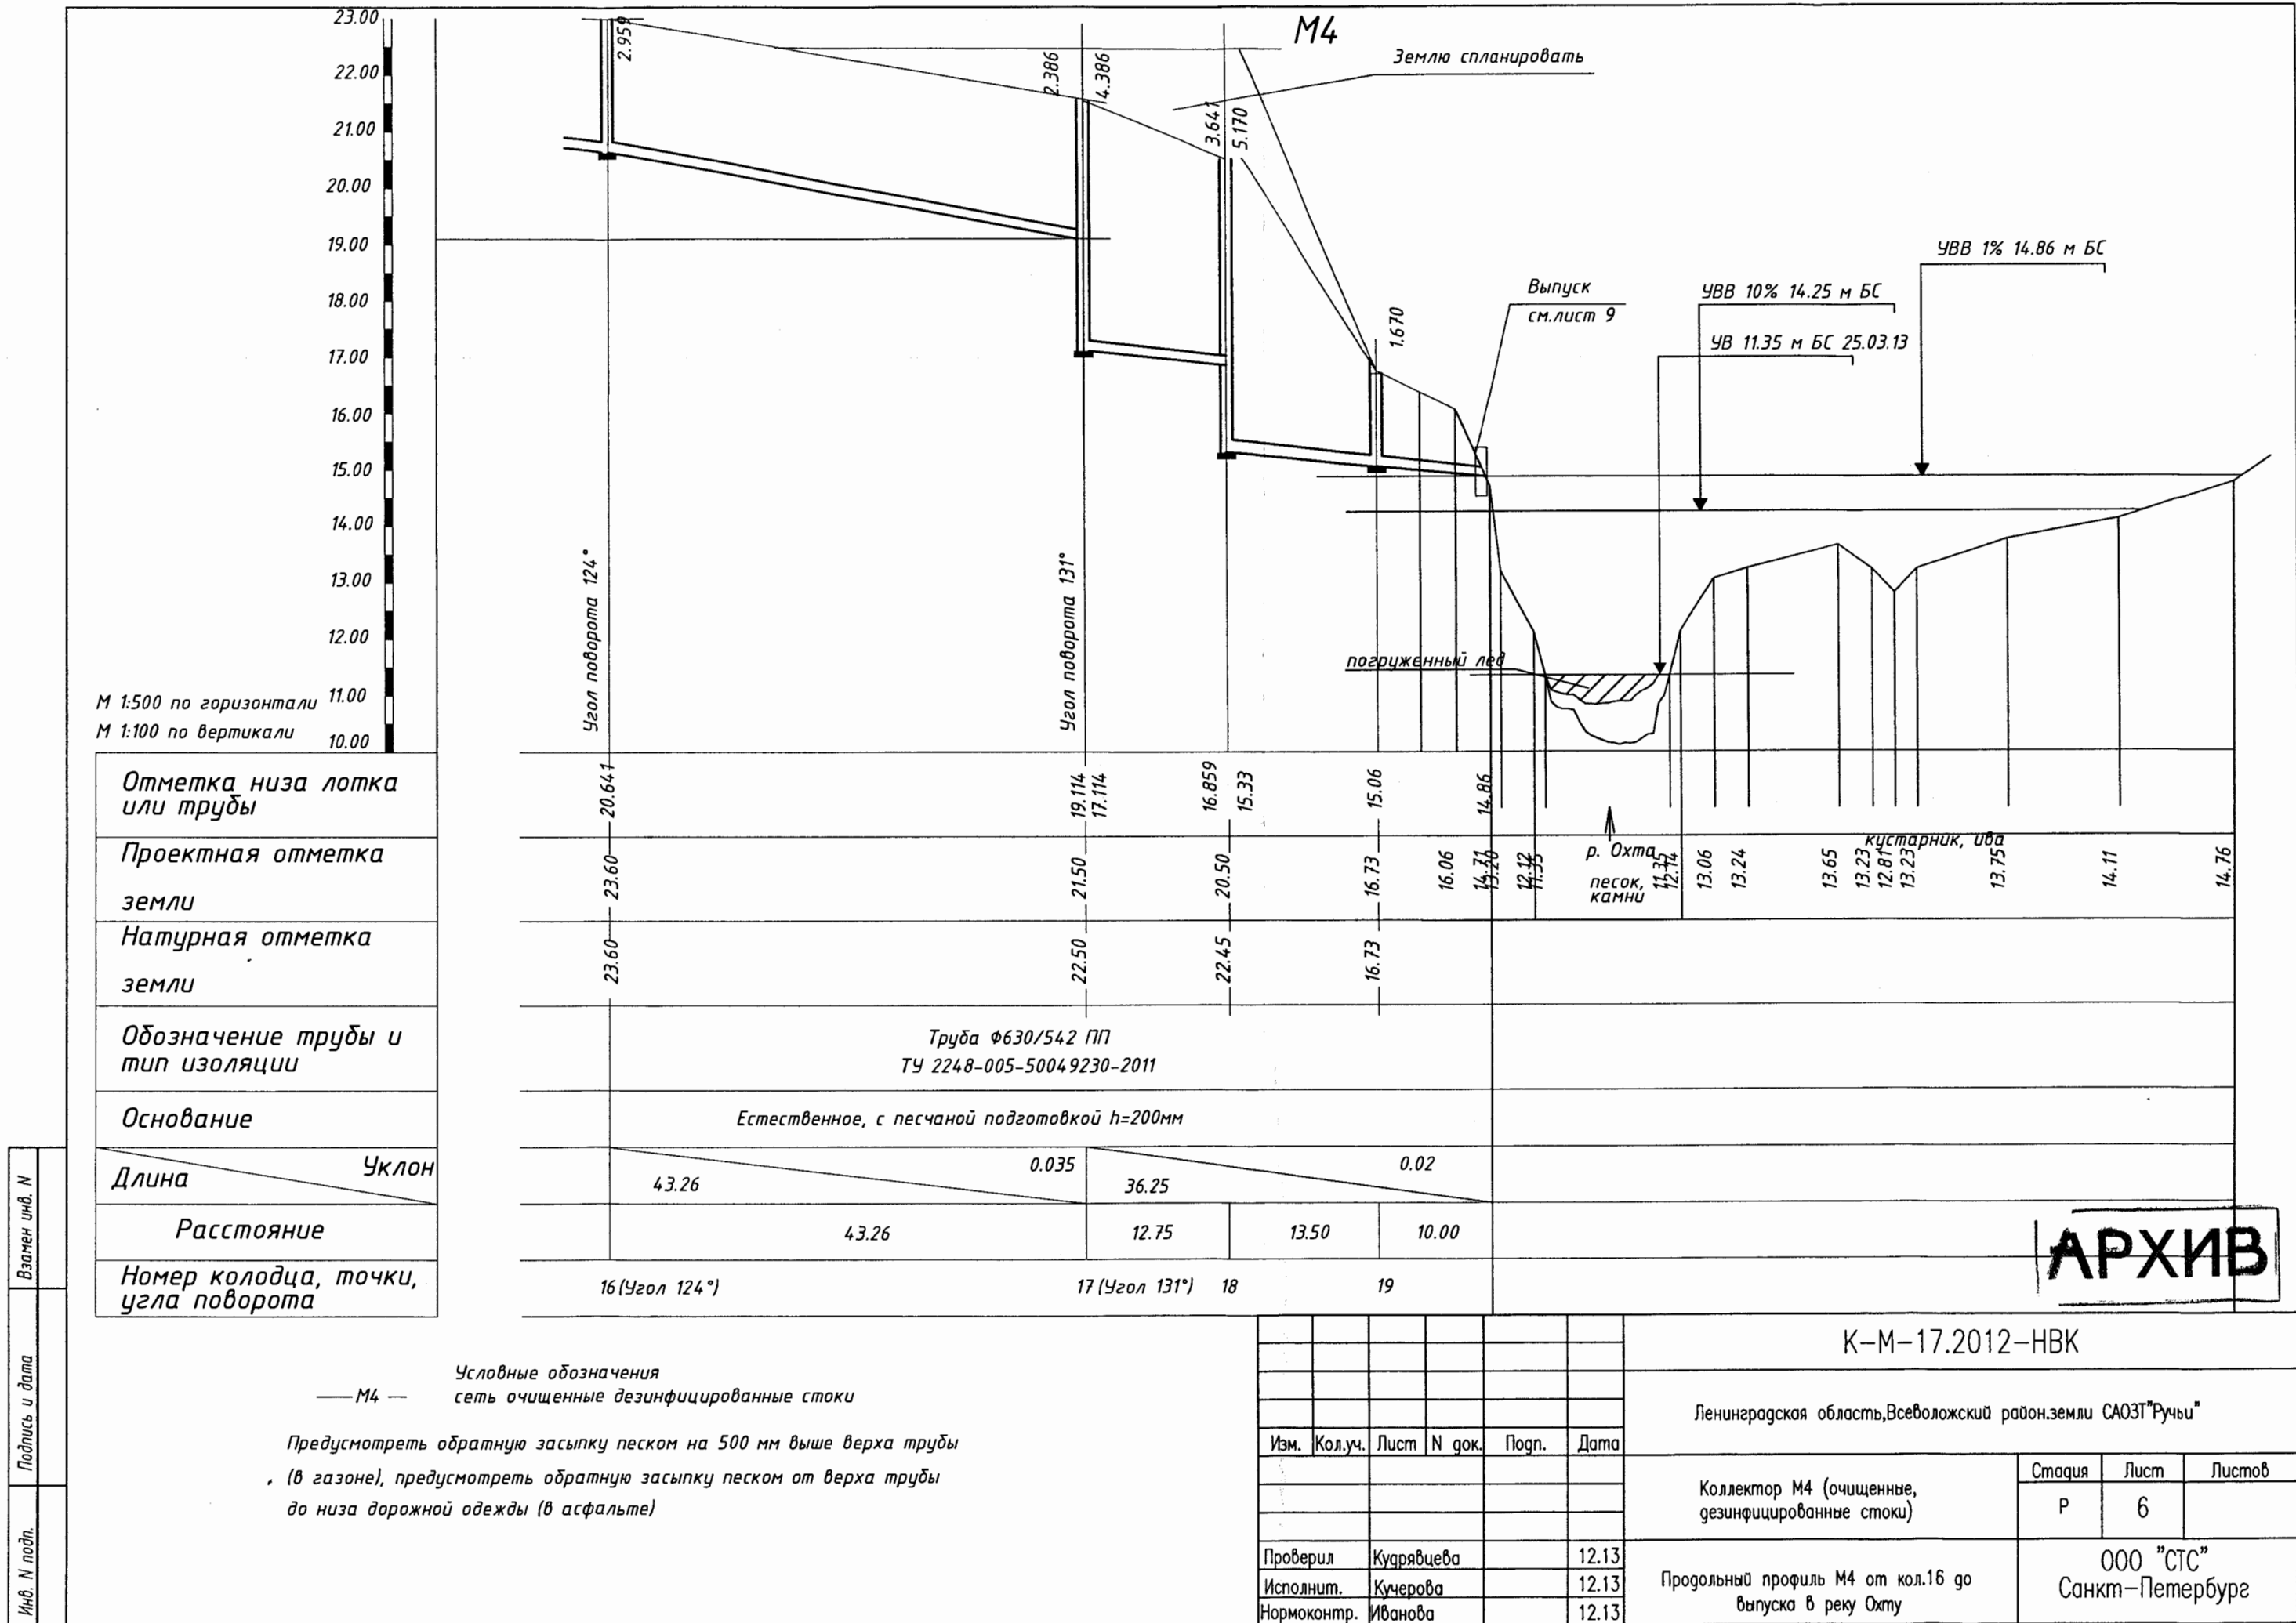 М4
23.00
22.00
21.00
20.00
19.00
18.00
17.00
16.00
15.00
14.00
13.00
12.00
11.00
10.00
М 1:500 по горизонтали
М 1:100 по вертикали
2.959
2.386
4.386
3.641
5.170
1.670
Землю спланировать
Выпуск
см.лист 9
УВВ 1% 14.86 м БС
УВВ 10% 14.25 м БС
УВ 11.35 м БС 25.03.13
погруженный лед
Угол поворота 124°
Угол поворота 131°
Отметка низа лотка
или трубы
20.641
19.114
17.114
16.859
15.33
15.06
14.86
Проектная отметка
земли
23.60
21.50
20.50
16.73
16.06
14.71
13.20
12.12
11.35
р. Охта
песок,
камни
11.35
12.14
13.06
13.24
13.65
13.23
12.81
13.23
13.75
14.11
14.76
кустарник, ива
Натурная отметка
земли
23.60
22.50
22.45
16.73
Обозначение трубы и
тип изоляции
Труба Ф630/542 ПП
ТУ 2248-005-50049230-2011
Основание
Естественное, с песчаной подготовкой h=200мм
Уклон
Длина
0.035
43.26
0.02
36.25
Расстояние
43.26
12.75
13.50
10.00
Номер колодца, точки,
угла поворота
16 (Угол 124°)
17 (Угол 131°)
18
19
АРХИВ
Условные обозначения
М4
сеть очищенные дезинфицированные стоки
Предусмотреть обратную засыпку песком на 500 мм выше верха трубы
(в газоне), предусмотреть обратную засыпку песком от верха трубы
до низа дорожной одежды (в асфальте)
Взамен инв. N
Подпись и дата
Инв. N подп.
К-М-17.2012-НВК
Ленинградская область,Всеволожский район.земли САОЗТ"Ручьи"
Изм. Кол.уч. Лист N док. Подп. Дата
Коллектор М4 (очищенные,
дезинфицированные стоки)
Стадия Лист Листов
Р 6
Проверил Кудрявцева 12.13
Исполнит. Кучерова 12.13
Нормоконтр. Иванова 12.13
Продольный профиль М4 от кол.16 до
выпуска в реку Охту
ООО "СТС"
Санкт-Петербург